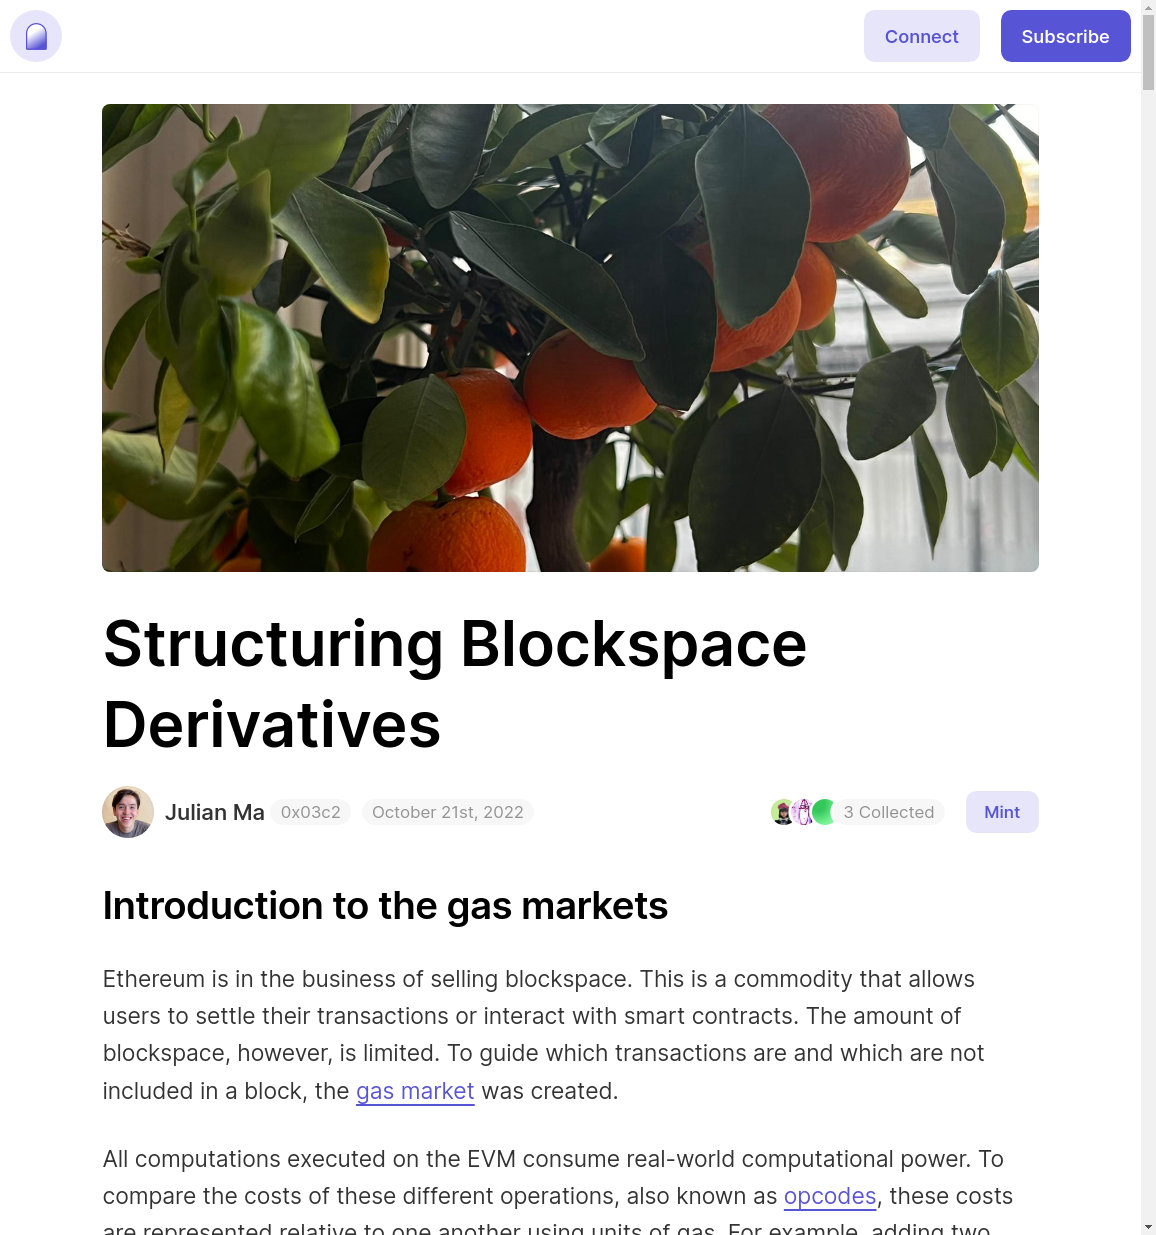 Connect
Subscribe
Structuring Blockspace
Derivatives
Julian Ma 0x03c2 October 21st, 2022 3 Collected Mint
Introduction to the gas markets
Ethereum is in the business of selling blockspace. This is a commodity that allows
users to settle their transactions or interact with smart contracts. The amount of
blockspace, however, is limited. To guide which transactions are and which are not
included in a block, the gas market was created.
All computations executed on the EVM consume real-world computational power. To
compare the costs of these different operations, also known as opcodes, these costs
are represented relative to one another using units of gas. For example, adding two